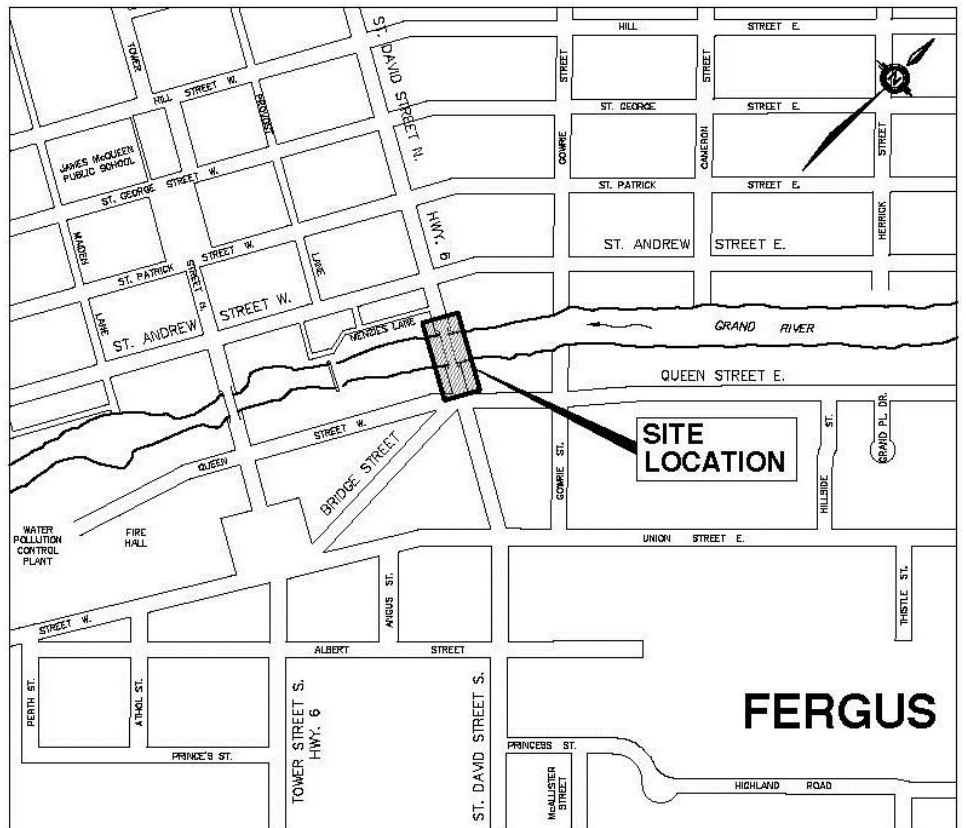 HILL STREET E.
TOWER
ST. DAVID STREET N.
STREET
STREET
HILL STREET W.
PROVOST
ST. GEORGE STREET E.
N
GOWRIE
CAMERON
STREET
JAMES McQUEEN
PUBLIC SCHOOL
ST. GEORGE STREET W.
ST. PATRICK STREET E.
HERRICK
HWY. 6
MAIDEN
LANE
ST. PATRICK STREET W.
STREET N.
LANE
ST. ANDREW STREET E.
ST. ANDREW STREET W.
MENZIES LANE
GRAND RIVER
QUEEN STREET E.
SITE
LOCATION
QUEEN STREET W.
BRIDGE STREET
GOWRIE ST.
HILLSIDE ST.
GRAND PL. DR.
WATER
POLLUTION
CONTROL
PLANT
FIRE
HALL
UNION STREET E.
STREET W.
ANGUS ST.
THISTLE ST.
ALBERT STREET
PERTH ST.
ATHOL ST.
TOWER STREET S.
HWY. 6
ST. DAVID STREET S.
FERGUS
PRINCE'S ST.
PRINCESS ST.
McALLISTER
STREET
HIGHLAND ROAD